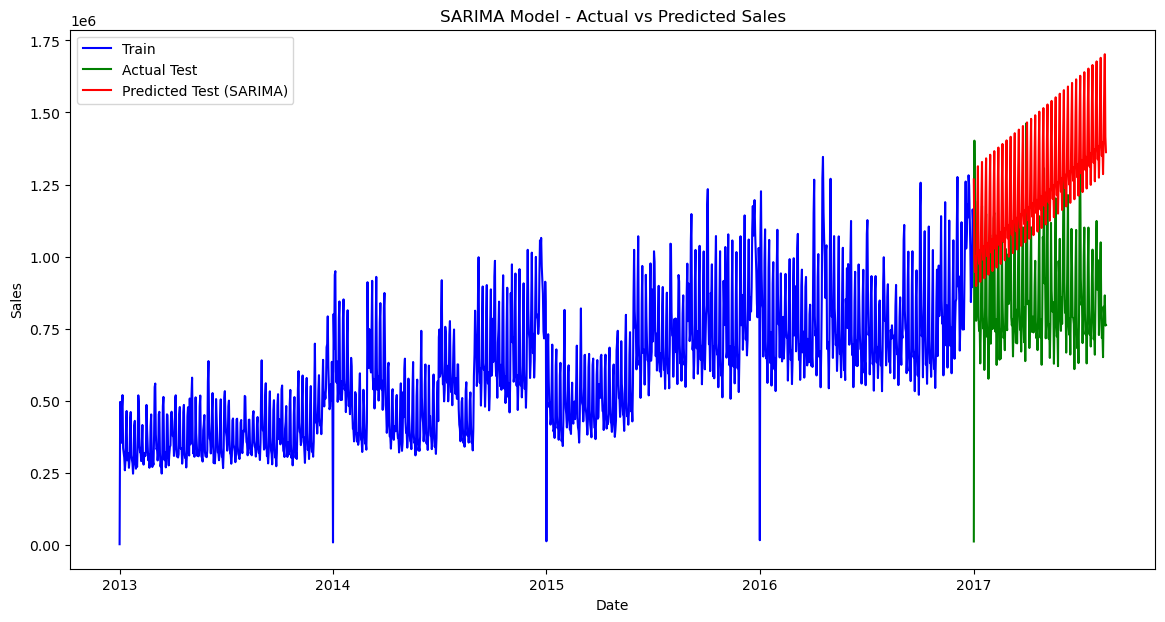 SARIMA Model - Actual vs Predicted Sales
1e6
Train
Actual Test
Predicted Test (SARIMA)
1.75
1.50
1.25
1.00
0.75
0.50
0.25
0.00
Sales
2013 2014 2015 2016 2017
Date